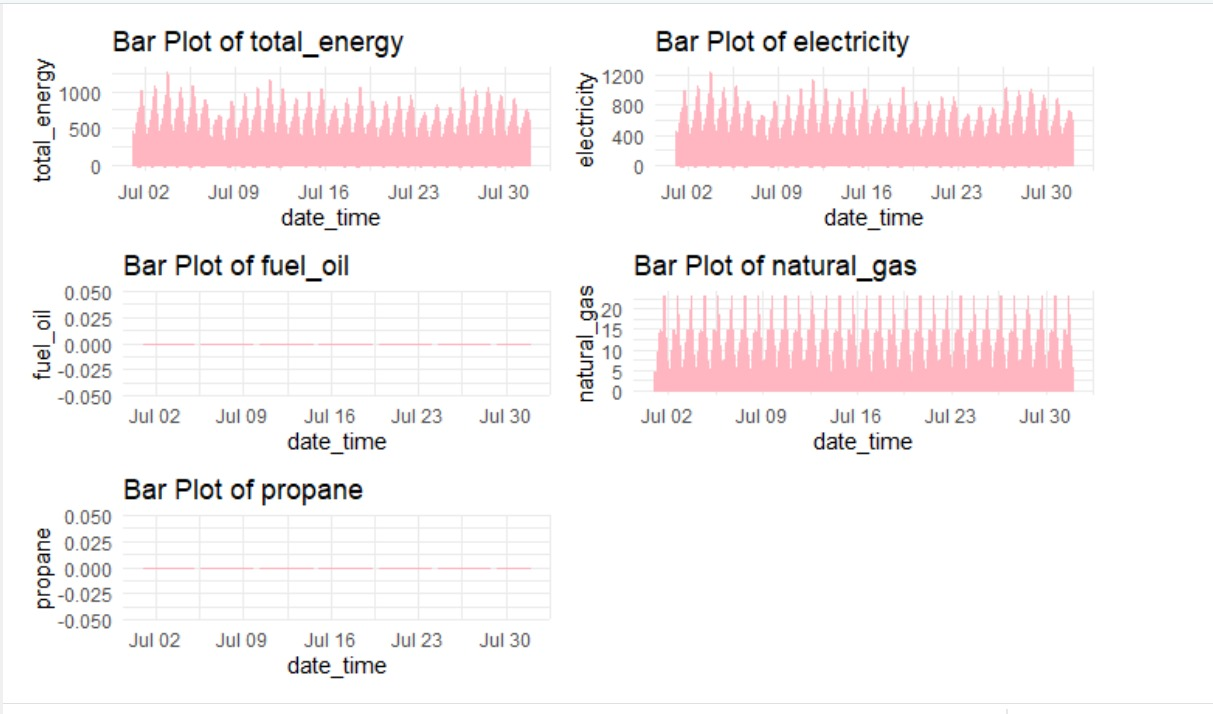 Bar Plot of total_energy
total_energy
1000
500
0
Jul 02 Jul 09 Jul 16 Jul 23 Jul 30
date_time
Bar Plot of electricity
electricity
1200
800
400
0
Jul 02 Jul 09 Jul 16 Jul 23 Jul 30
date_time
Bar Plot of fuel_oil
fuel_oil
0.050
0.025
0.000
-0.025
-0.050
Jul 02 Jul 09 Jul 16 Jul 23 Jul 30
date_time
Bar Plot of natural_gas
natural_gas
20
15
10
5
0
Jul 02 Jul 09 Jul 16 Jul 23 Jul 30
date_time
Bar Plot of propane
propane
0.050
0.025
0.000
-0.025
-0.050
Jul 02 Jul 09 Jul 16 Jul 23 Jul 30
date_time